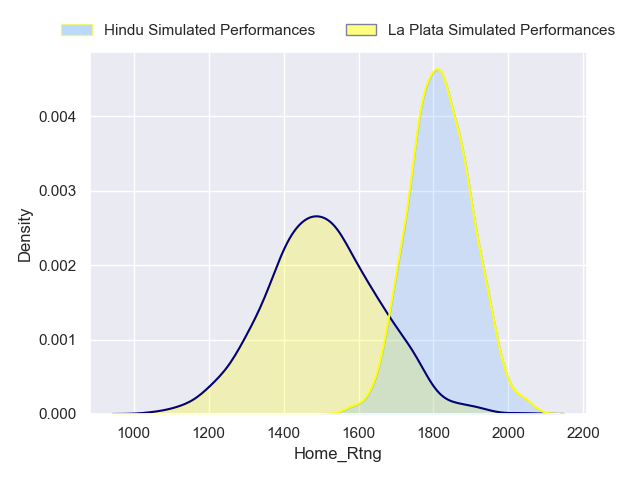 Hindu Simulated Performances La Plata Simulated Performances
Density
0.004
0.003
0.002
0.001
0.000
1000 1200 1400 1600 1800 2000 2200
Home_Rtng